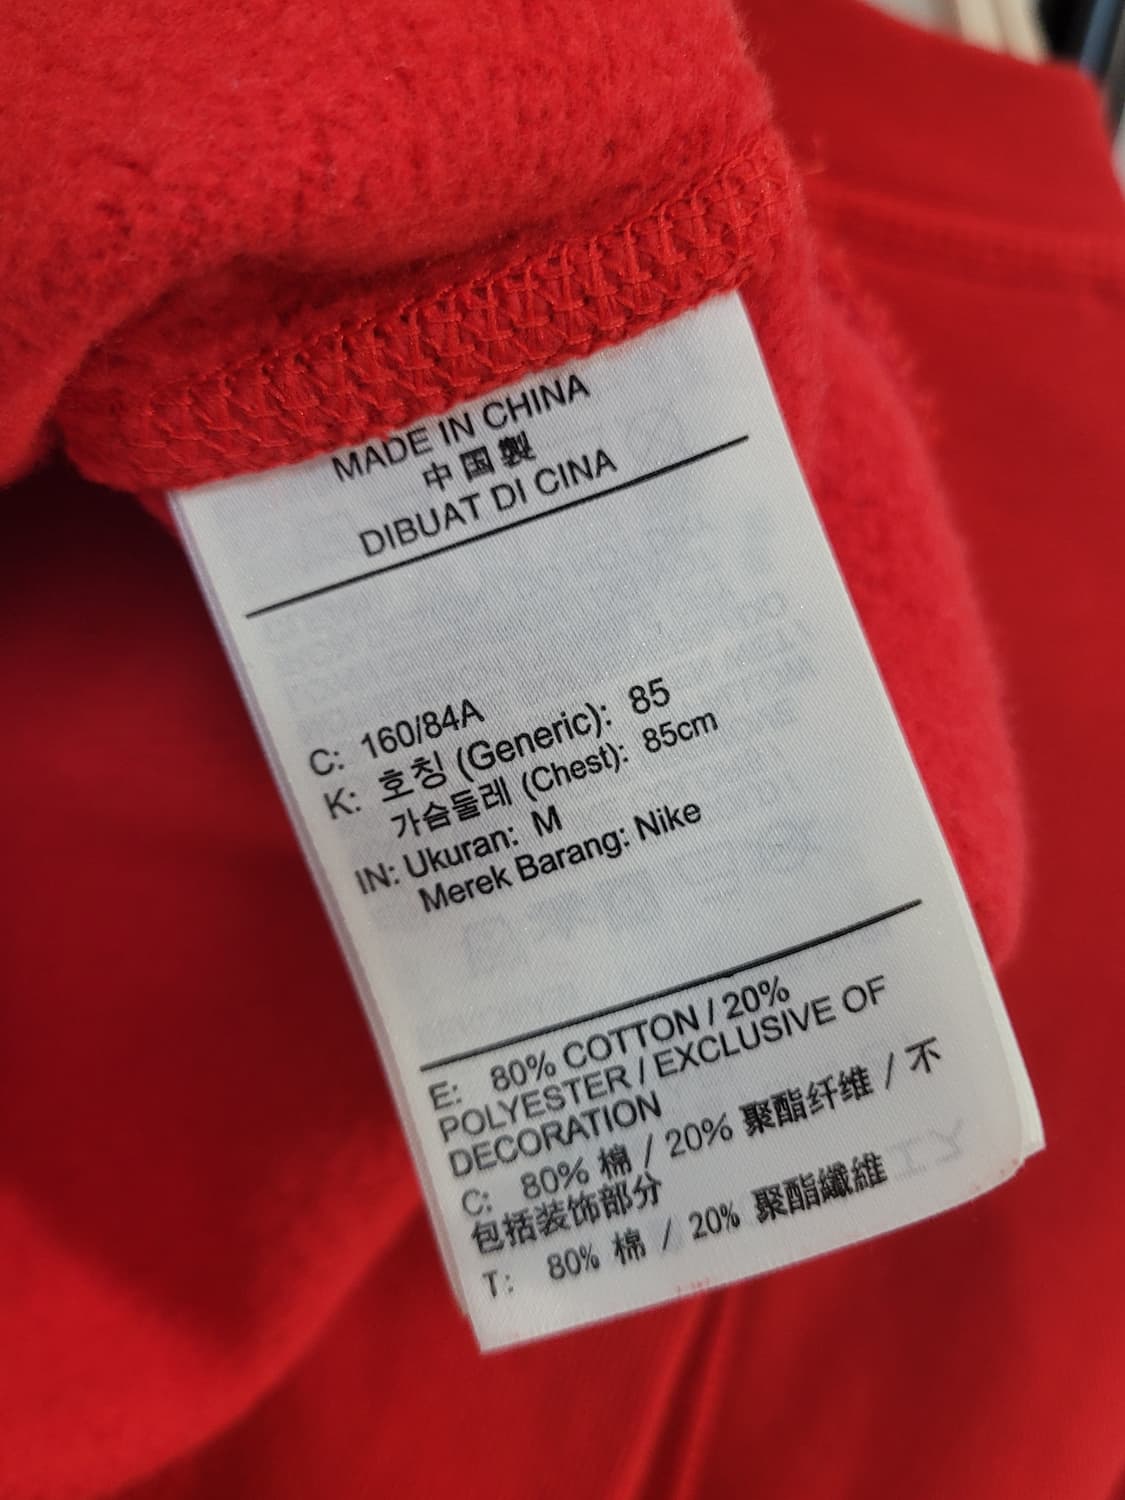 MADE IN CHINA
中国製
DIBUAT DI CINA
C: 160/84A
K: 호칭 (Generic): 85
가슴둘레 (Chest): 85cm
IN: Ukuran: M
Merek Barang: Nike
E: 80% COTTON / 20%
POLYESTER / EXCLUSIVE OF
DECORATION
C: 80% 棉 / 20% 聚酯纤维 / 不
包括装饰部分
T: 80% 棉 / 20% 聚酯纖維